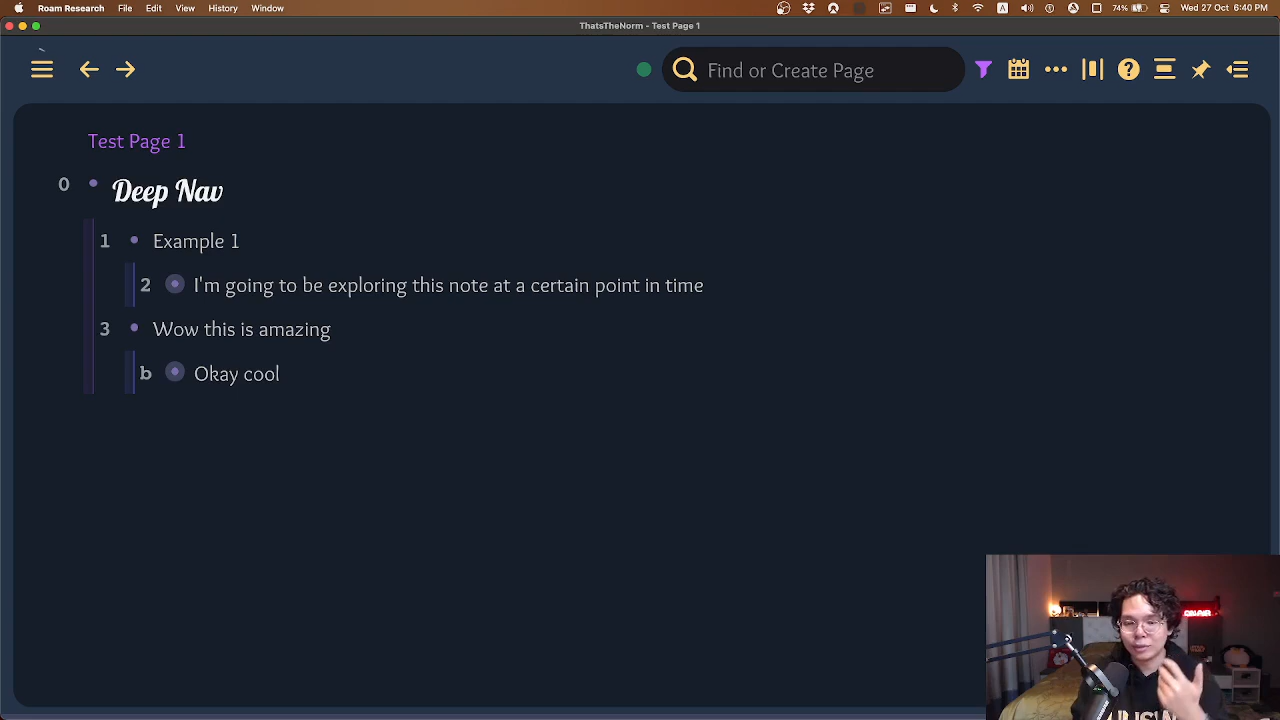 Roam Research File Edit View History Window 74% Wed 27 Oct 6:40 PM
ThatsTheNorm - Test Page 1
Find or Create Page
Test Page 1
0 Deep Nav
1 Example 1
2 I'm going to be exploring this note at a certain point in time
3 Wow this is amazing
b Okay cool